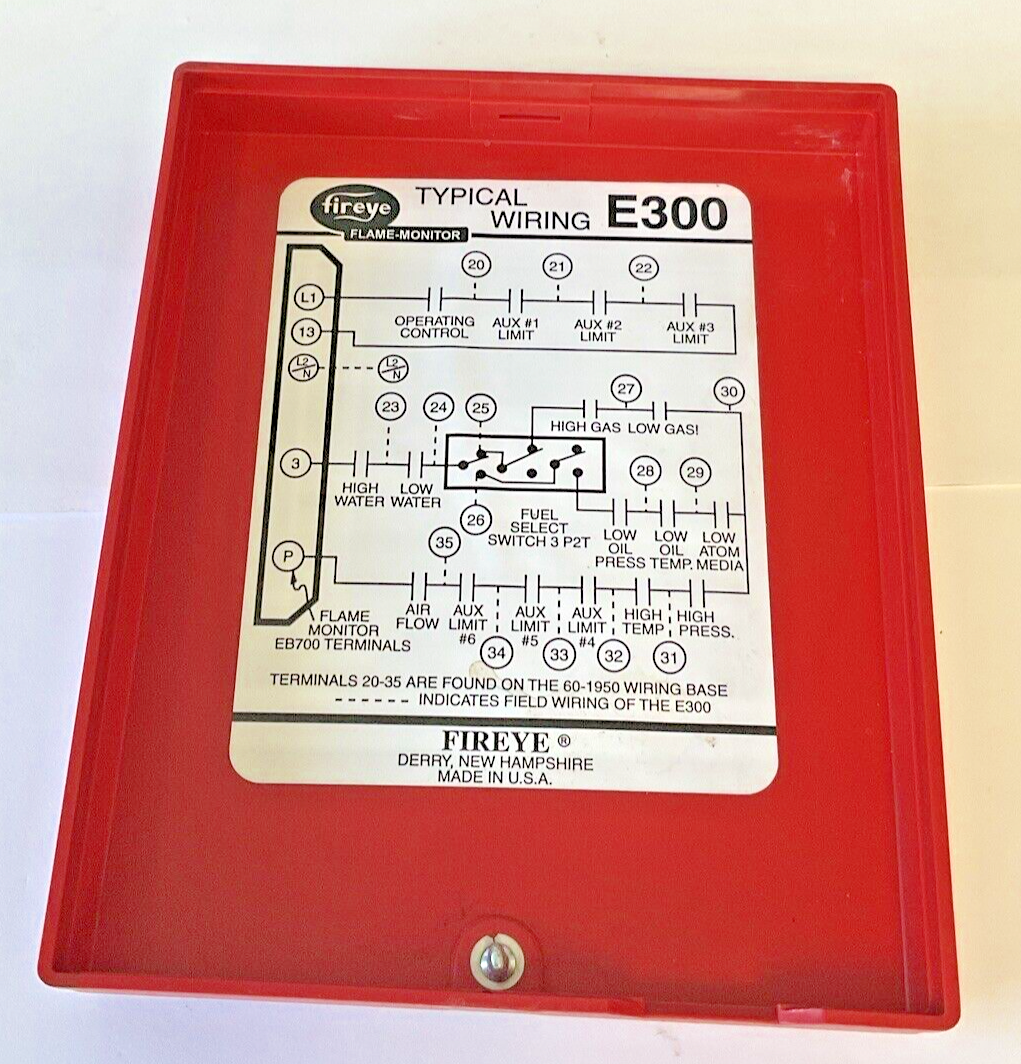 fireye
TYPICAL
WIRING
E300
FLAME-MONITOR
20
21
22
L1
OPERATING
CONTROL
AUX #1
LIMIT
AUX #2
LIMIT
AUX #3
LIMIT
13
L2
N
L2
N
23
24
25
27
30
HIGH GAS LOW GAS!
3
HIGH
WATER
LOW
WATER
28
29
26
FUEL
SELECT
SWITCH 3 P2T
LOW
OIL
PRESS
LOW
OIL
TEMP.
LOW
ATOM
MEDIA
35
P
AIR
FLOW
AUX
LIMIT
#6
AUX
LIMIT
#5
AUX
LIMIT
#4
HIGH
TEMP
HIGH
PRESS.
FLAME
MONITOR
EB700 TERMINALS
34
33
32
31
TERMINALS 20-35 ARE FOUND ON THE 60-1950 WIRING BASE
------ INDICATES FIELD WIRING OF THE E300
FIREYE ®
DERRY, NEW HAMPSHIRE
MADE IN U.S.A.